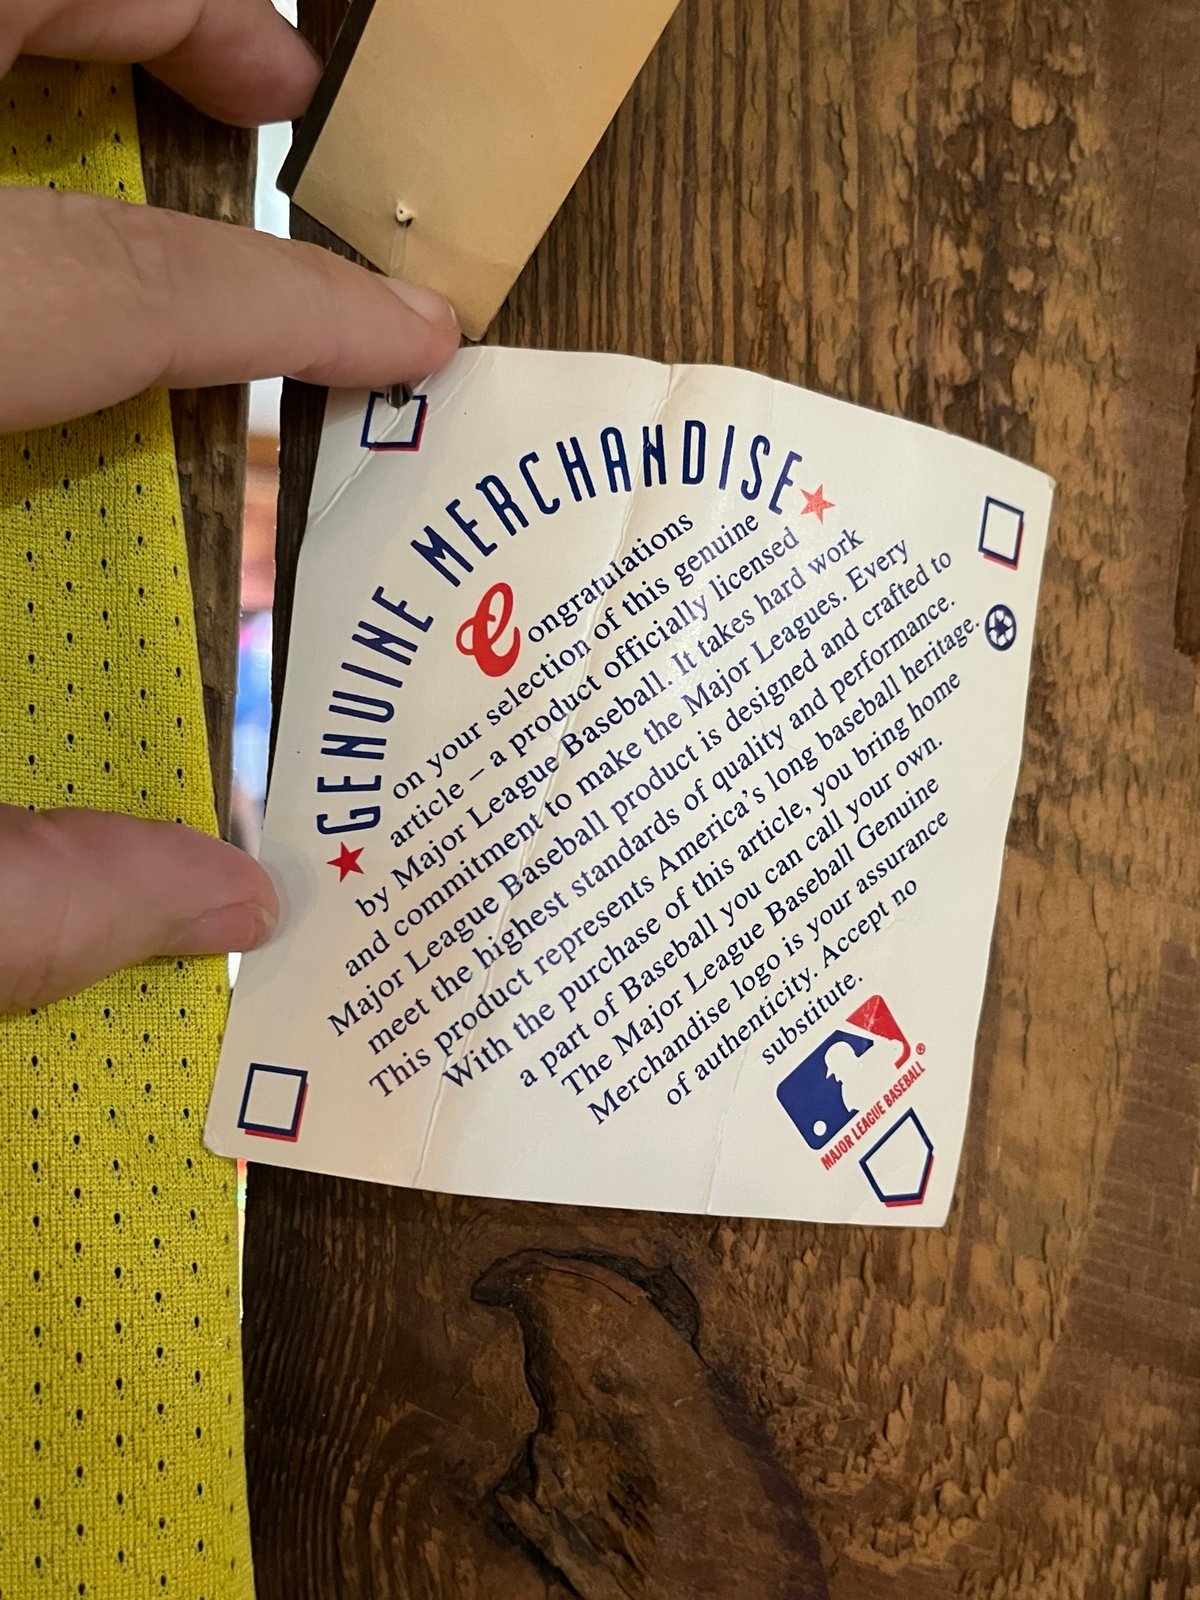 ★ GENUINE MERCHANDISE ★
Congratulations
on your selection of this genuine
article – a product officially licensed
by Major League Baseball. It takes hard work
and commitment to make the Major Leagues. Every
Major League Baseball product is designed and crafted to
meet the highest standards of quality and performance.
This product represents America's long baseball heritage.
With the purchase of this article, you bring home
a part of Baseball you can call your own.
The Major League Baseball Genuine
Merchandise logo is your assurance
of authenticity. Accept no
substitute.
MAJOR LEAGUE BASEBALL®